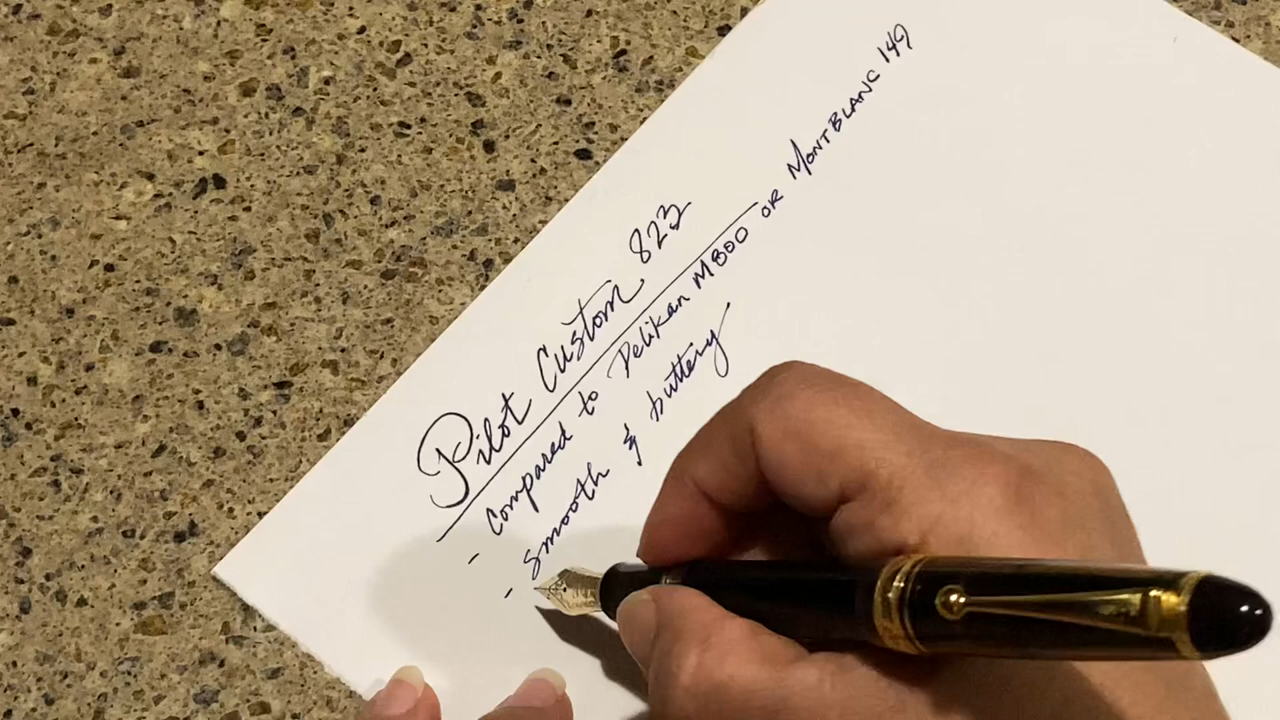 Pilot Custom 823
- Compared to Pelikan M800 or MONTBLANC 149
- smooth & buttery